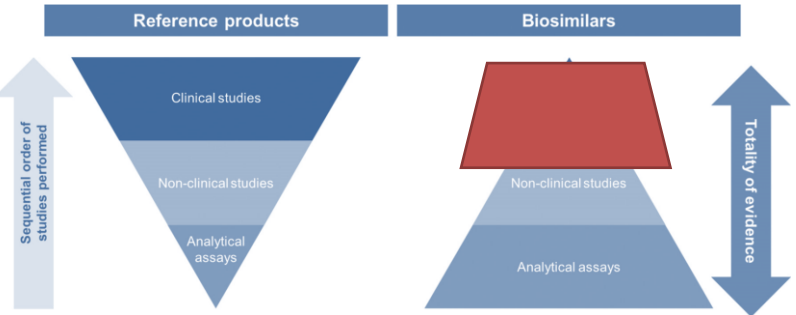 Reference products
Biosimilars
Sequential order of
studies performed
Clinical studies
Non-clinical studies
Analytical
assays
Non-clinical studies
Analytical assays
Totality of evidence